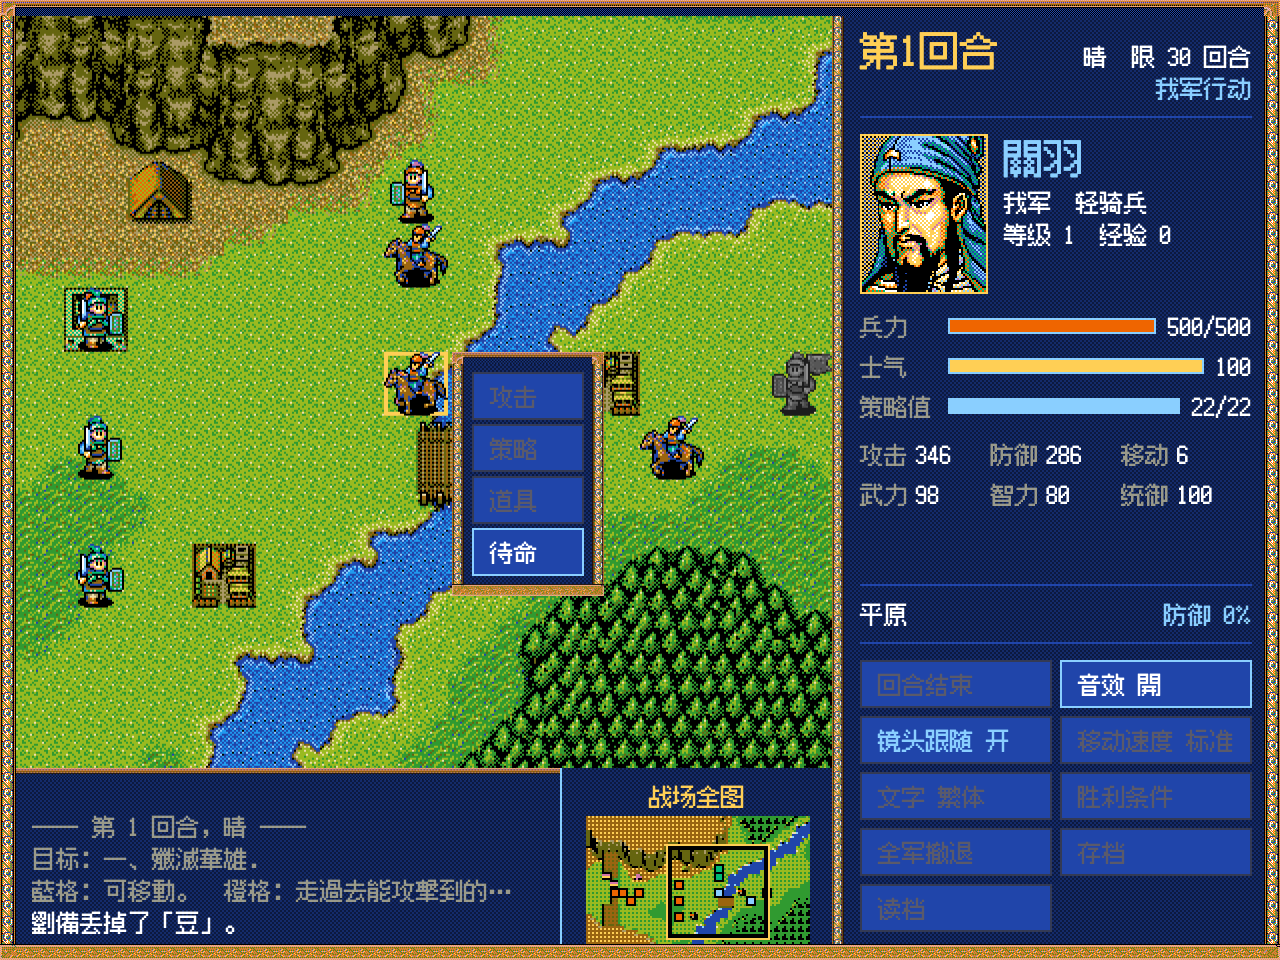 第1回合
晴 限 30 回合
我军行动
關羽
我军 轻骑兵
等级 1 经验 0
兵力 500/500
士气 100
策略值 22/22
攻击 346 防御 286 移动 6
武力 98 智力 80 统御 100
攻击
策略
道具
待命
平原 防御 0%
回合结束 音效 開
镜头跟随 开 移动速度 标准
文字 繁体 胜利条件
全军撤退 存档
读档
战场全图
—— 第 1 回合，晴 ——
目标：一、殲滅華雄．
藍格：可移動。 橙格：走過去能攻擊到的…
劉備丟掉了「豆」。